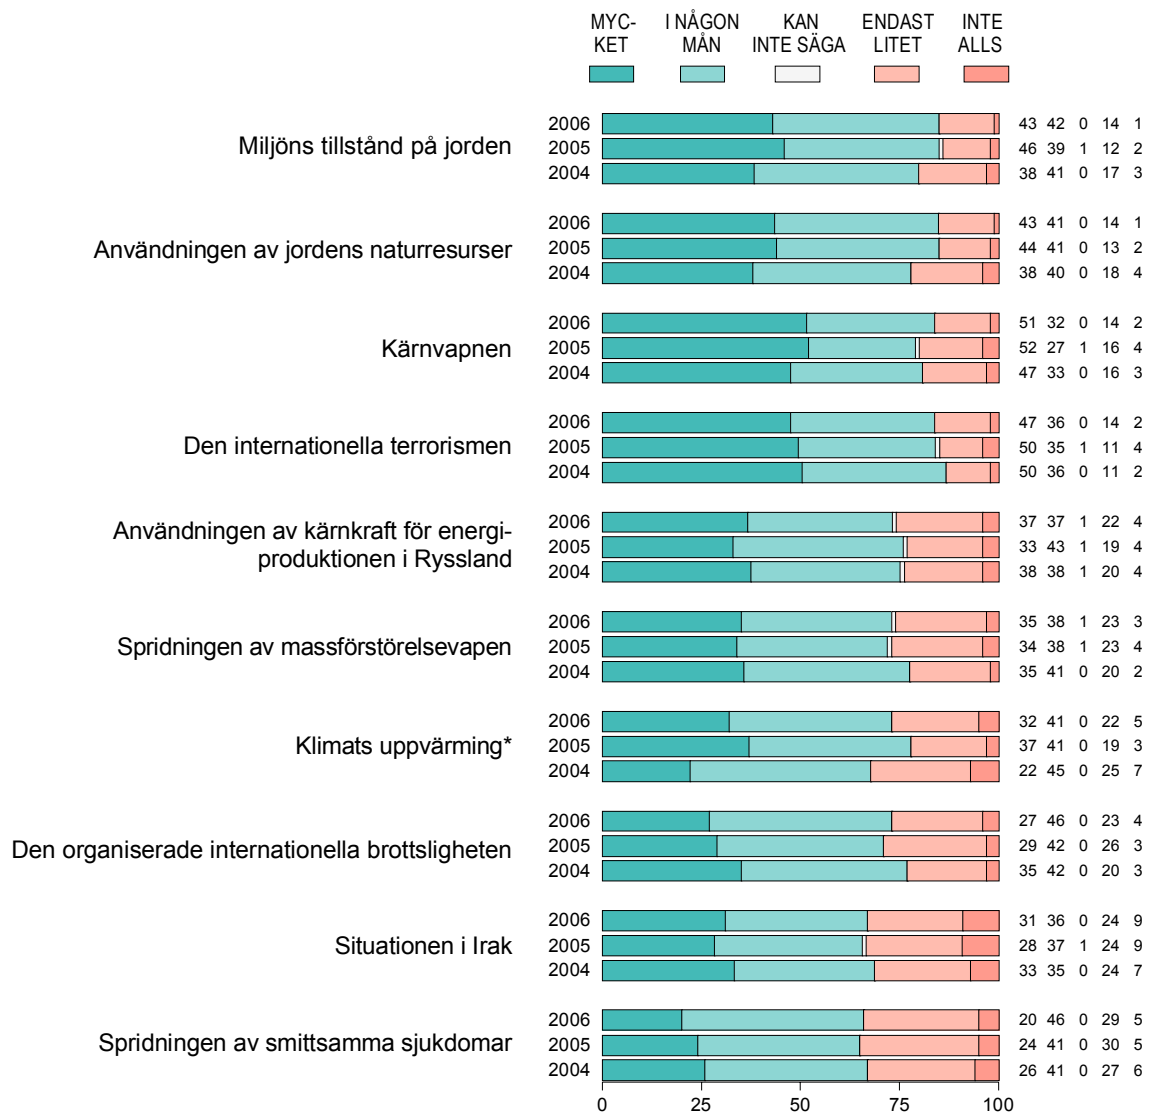 MYC-
KET
I NÅGON
MÅN
KAN
INTE SÄGA
ENDAST
LITET
INTE
ALLS
Miljöns tillstånd på jorden
2006 43 42 0 14 1
2005 46 39 1 12 2
2004 38 41 0 17 3
Användningen av jordens naturresurser
2006 43 41 0 14 1
2005 44 41 0 13 2
2004 38 40 0 18 4
Kärnvapnen
2006 51 32 0 14 2
2005 52 27 1 16 4
2004 47 33 0 16 3
Den internationella terrorismen
2006 47 36 0 14 2
2005 50 35 1 11 4
2004 50 36 0 11 2
Användningen av kärnkraft för energi-
produktionen i Ryssland
2006 37 37 1 22 4
2005 33 43 1 19 4
2004 38 38 1 20 4
Spridningen av massförstörelsevapen
2006 35 38 1 23 3
2005 34 38 1 23 4
2004 35 41 0 20 2
Klimats uppvärming*
2006 32 41 0 22 5
2005 37 41 0 19 3
2004 22 45 0 25 7
Den organiserade internationella brottsligheten
2006 27 46 0 23 4
2005 29 42 0 26 3
2004 35 42 0 20 3
Situationen i Irak
2006 31 36 0 24 9
2005 28 37 1 24 9
2004 33 35 0 24 7
Spridningen av smittsamma sjukdomar
2006 20 46 0 29 5
2005 24 41 0 30 5
2004 26 41 0 27 6
0 25 50 75 100